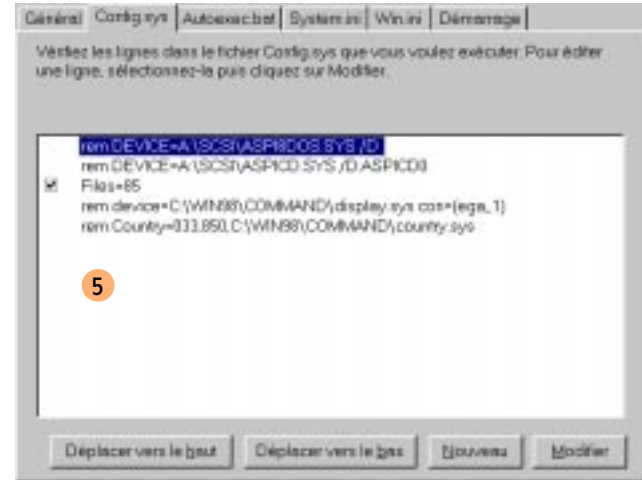 Général Config.sys Autoexec.bat System.ini Win.ini Démarrage
Vérifiez les lignes dans le fichier Config.sys que vous voulez exécuter. Pour éditer
une ligne, sélectionnez-la puis cliquez sur Modifier.
rem DEVICE=A:\SCSI\ASPI8DOS.SYS /D
rem DEVICE=A:\SCSI\ASPICD.SYS /D:ASPICD0
Files=85
rem device=C:\WIN98\COMMAND\display.sys con=(ega,,1)
rem Country=033,850,C:\WIN98\COMMAND\country.sys
5
Déplacer vers le haut Déplacer vers le bas Nouveau Modifier